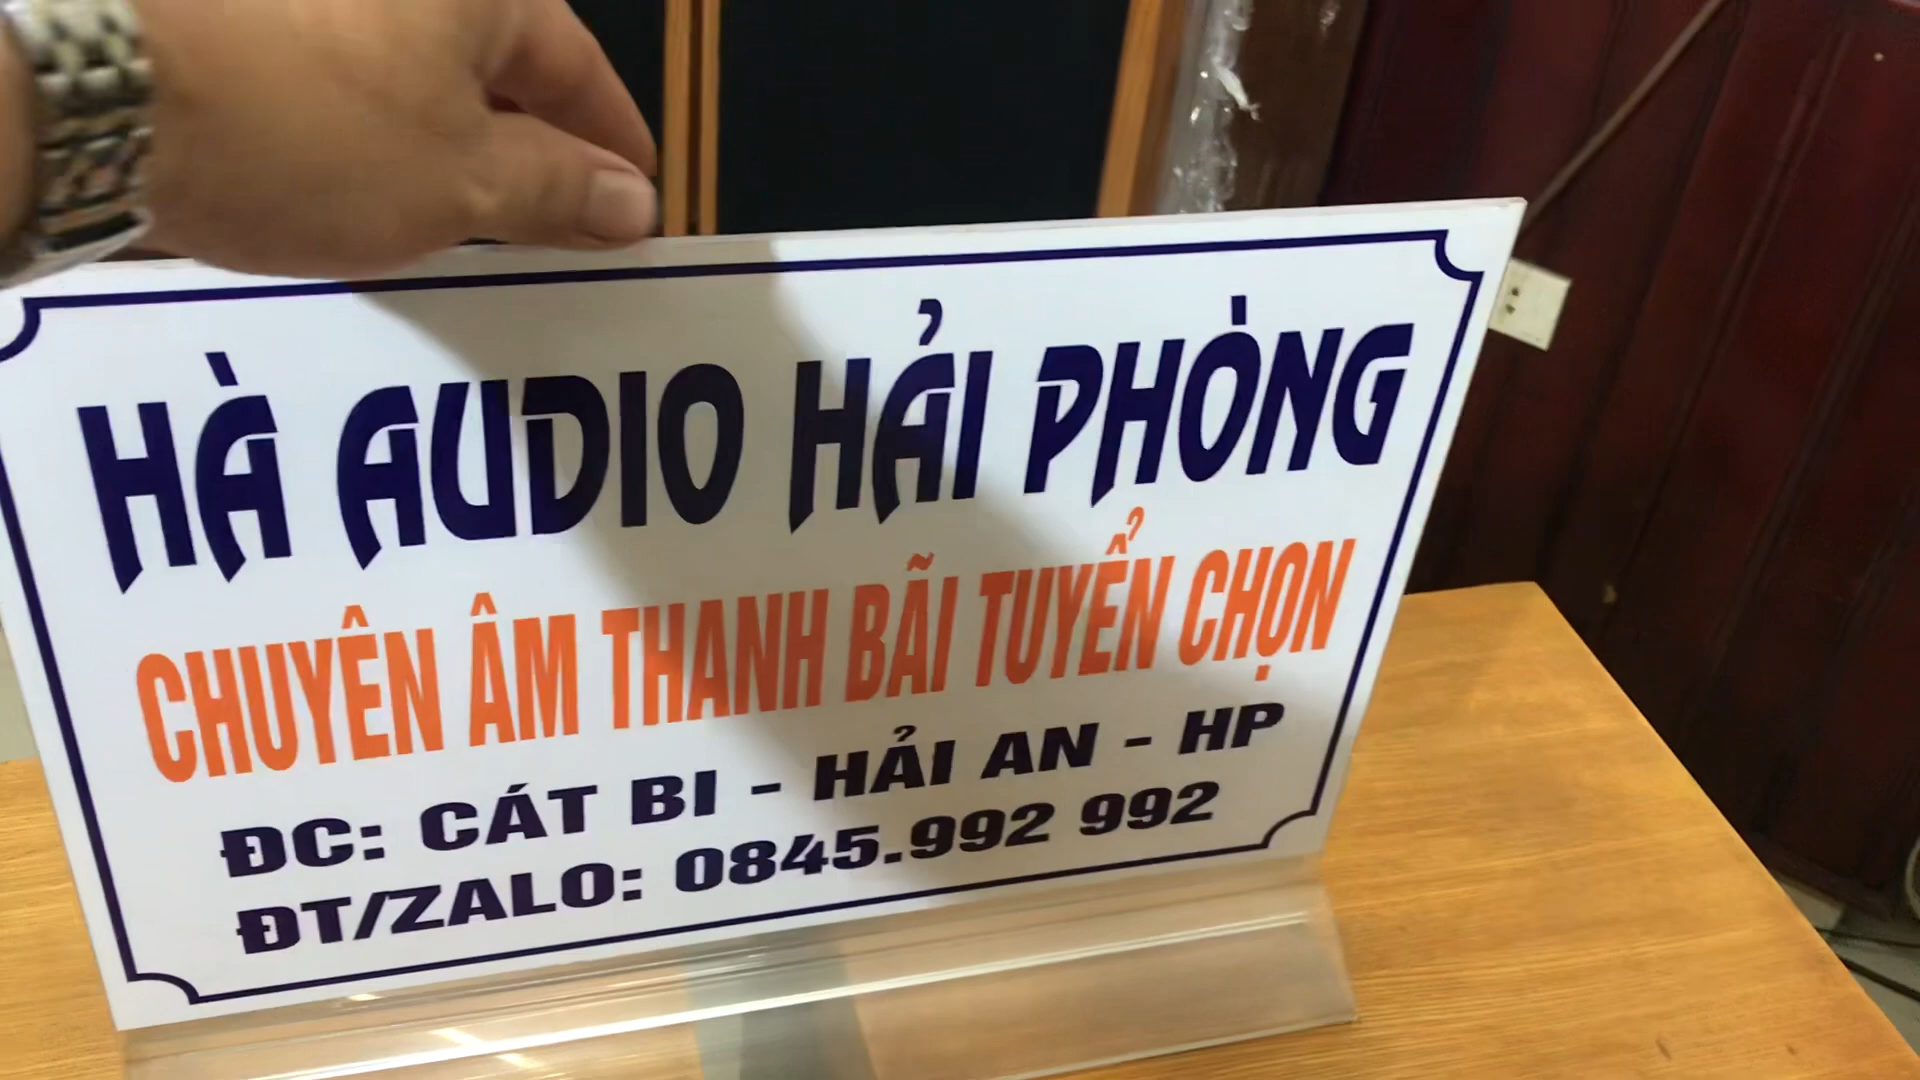 HÀ AUDIO HẢI PHÒNG
CHUYÊN ÂM THANH BÃI TUYỂN CHỌN
ĐC: CÁT BI - HẢI AN - HP
ĐT/ZALO: 0845.992 992